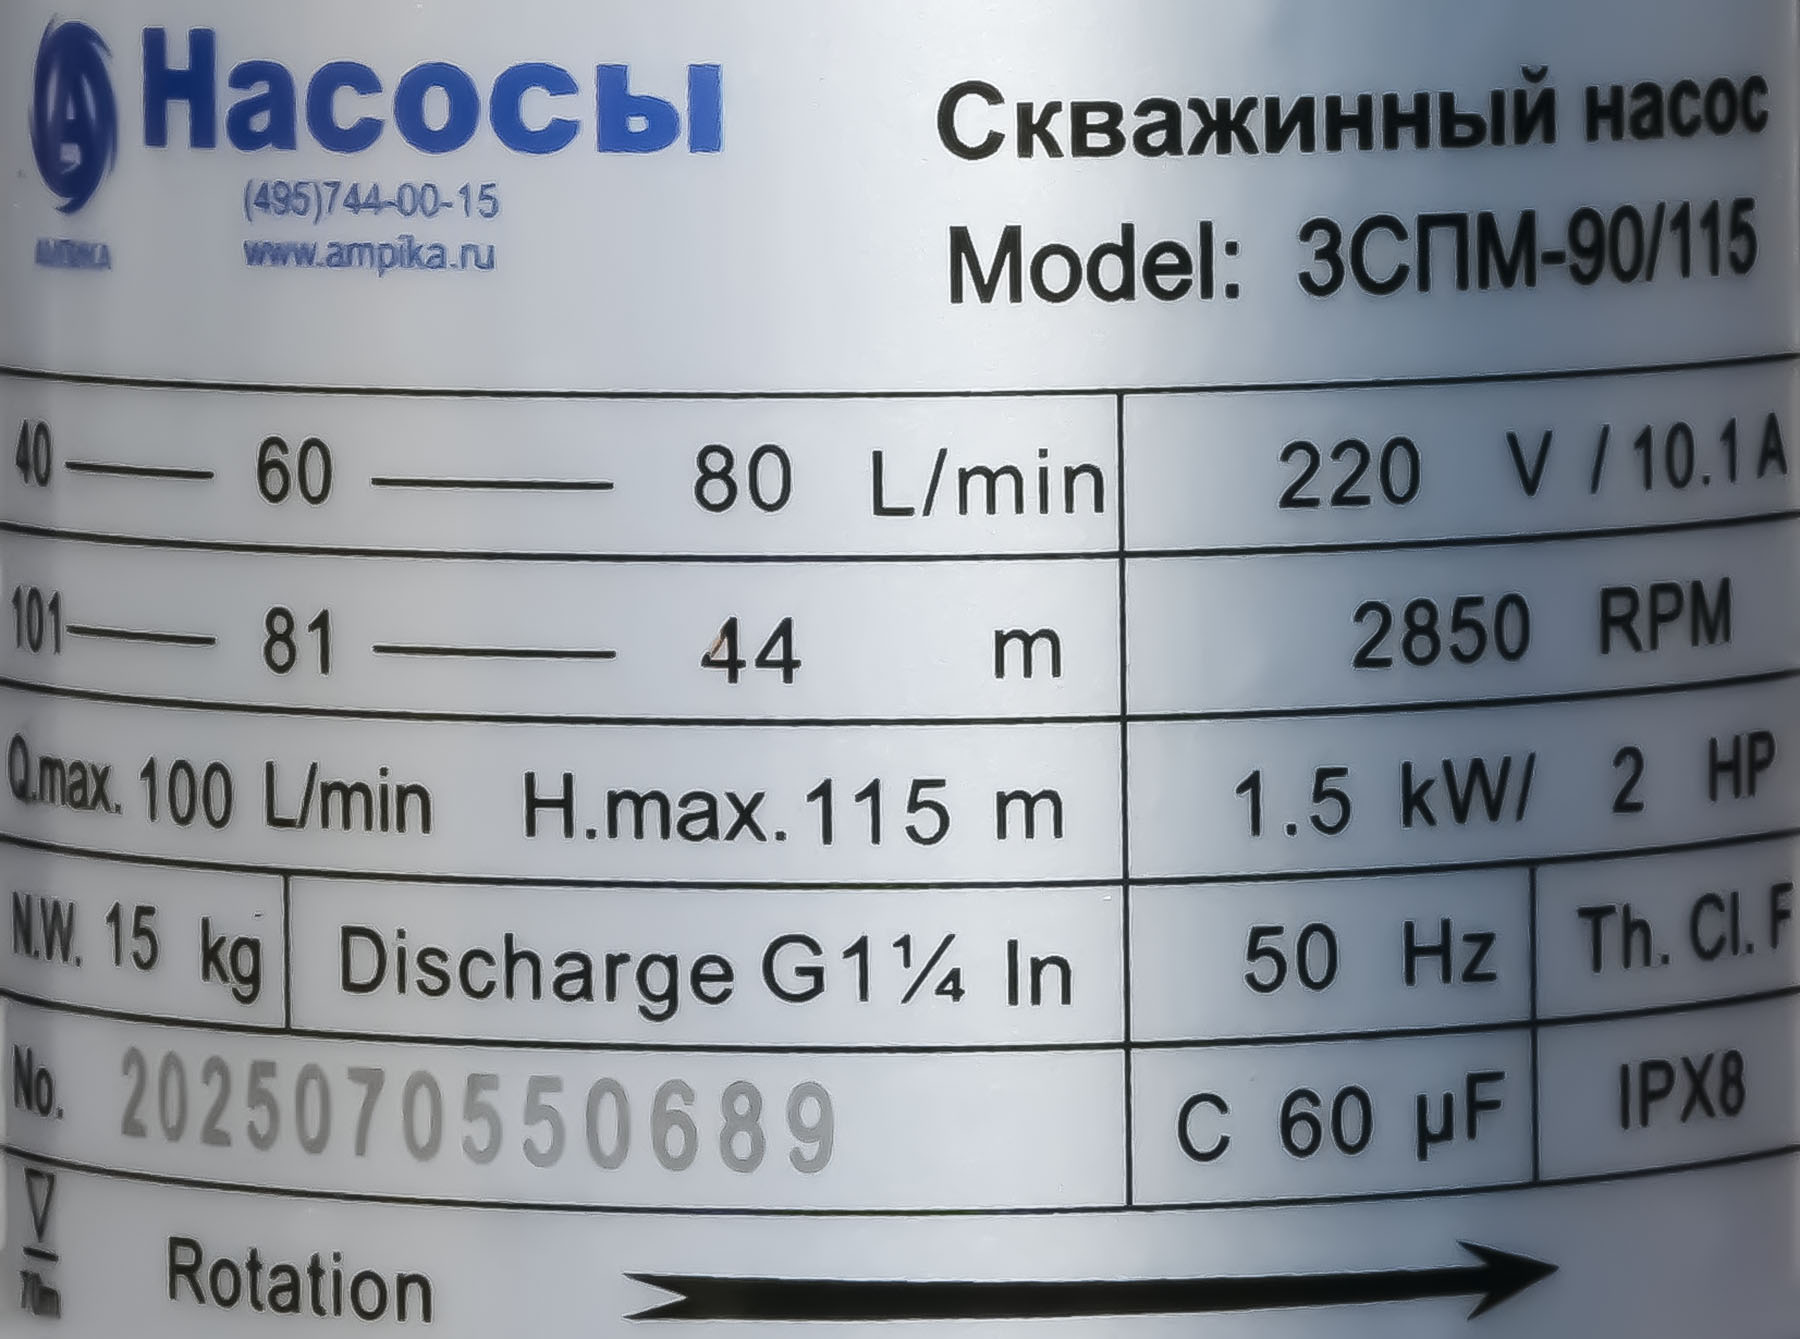 Насосы
(495)744-00-15
www.ampika.ru
АМПИКА
Скважинный насос
Model: 3СПМ-90/115
40 — 60 — 80 L/min 220 V / 10.1 A
101 — 81 — 44 m 2850 RPM
Q.max. 100 L/min H.max. 115 m 1.5 kW/ 2 HP
N.W. 15 kg Discharge G1¼ In 50 Hz Th. Cl. F
No. 2025070550689 C 60 µF IPX8
Rotation